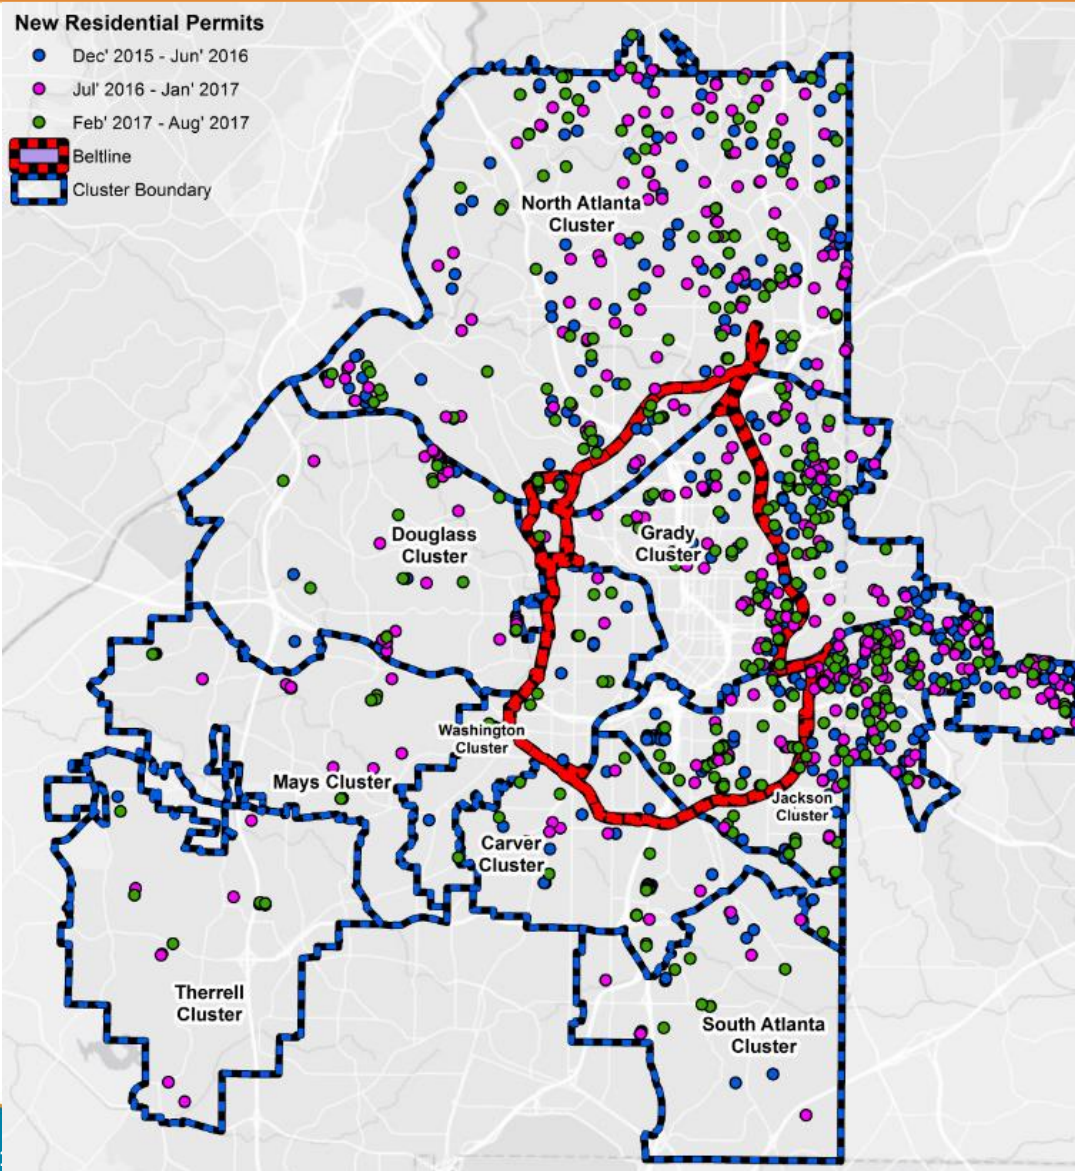 New Residential Permits
Dec' 2015 - Jun' 2016
Jul' 2016 - Jan' 2017
Feb' 2017 - Aug' 2017
Beltline
Cluster Boundary
North Atlanta
Cluster
Douglass
Cluster
Grady
Cluster
Washington
Cluster
Mays Cluster
Jackson
Cluster
Carver
Cluster
Therrell
Cluster
South Atlanta
Cluster